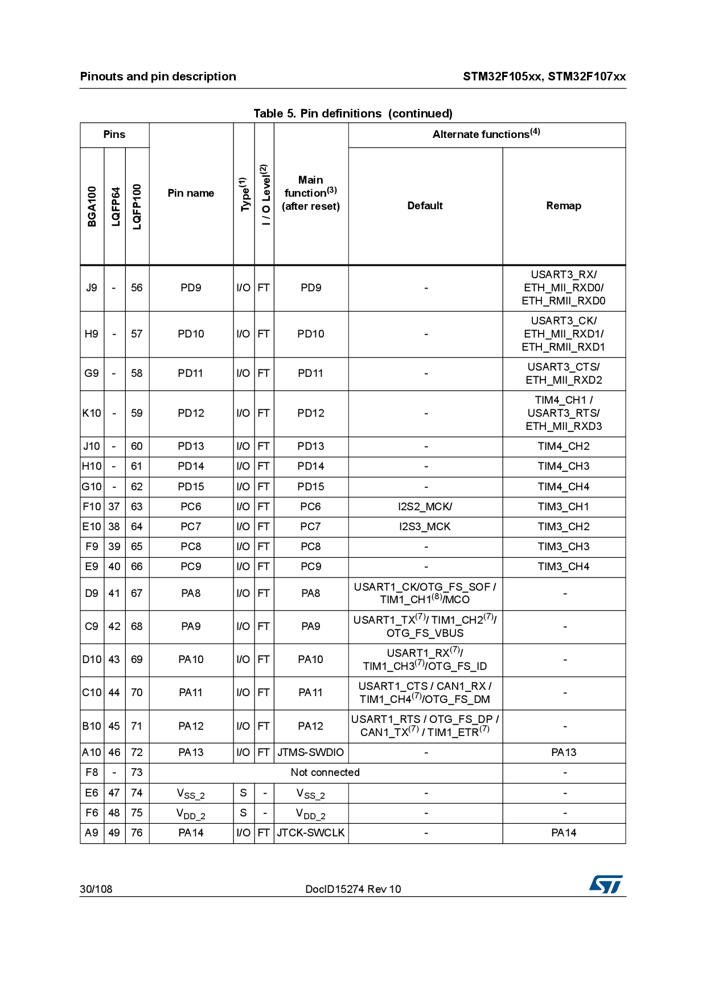 Pinouts and pin description STM32F105xx, STM32F107xx
Table 5. Pin definitions (continued)
Pins Pin name Type(1) I / O Level(2) Main function(3) (after reset) Alternate functions(4)
BGA100 LQFP64 LQFP100 Default Remap
J9 - 56 PD9 I/O FT PD9 - USART3_RX/ ETH_MII_RXD0/ ETH_RMII_RXD0
H9 - 57 PD10 I/O FT PD10 - USART3_CK/ ETH_MII_RXD1/ ETH_RMII_RXD1
G9 - 58 PD11 I/O FT PD11 - USART3_CTS/ ETH_MII_RXD2
K10 - 59 PD12 I/O FT PD12 - TIM4_CH1 / USART3_RTS/ ETH_MII_RXD3
J10 - 60 PD13 I/O FT PD13 - TIM4_CH2
H10 - 61 PD14 I/O FT PD14 - TIM4_CH3
G10 - 62 PD15 I/O FT PD15 - TIM4_CH4
F10 37 63 PC6 I/O FT PC6 I2S2_MCK/ TIM3_CH1
E10 38 64 PC7 I/O FT PC7 I2S3_MCK TIM3_CH2
F9 39 65 PC8 I/O FT PC8 - TIM3_CH3
E9 40 66 PC9 I/O FT PC9 - TIM3_CH4
D9 41 67 PA8 I/O FT PA8 USART1_CK/OTG_FS_SOF / TIM1_CH1(8)/MCO -
C9 42 68 PA9 I/O FT PA9 USART1_TX(7)/ TIM1_CH2(7)/ OTG_FS_VBUS -
D10 43 69 PA10 I/O FT PA10 USART1_RX(7)/ TIM1_CH3(7)/OTG_FS_ID -
C10 44 70 PA11 I/O FT PA11 USART1_CTS / CAN1_RX / TIM1_CH4(7)/OTG_FS_DM -
B10 45 71 PA12 I/O FT PA12 USART1_RTS / OTG_FS_DP / CAN1_TX(7) / TIM1_ETR(7) -
A10 46 72 PA13 I/O FT JTMS-SWDIO - PA13
F8 - 73 Not connected -
E6 47 74 VSS_2 S - VSS_2 - -
F6 48 75 VDD_2 S - VDD_2 - -
A9 49 76 PA14 I/O FT JTCK-SWCLK - PA14
30/108 DocID15274 Rev 10 ST